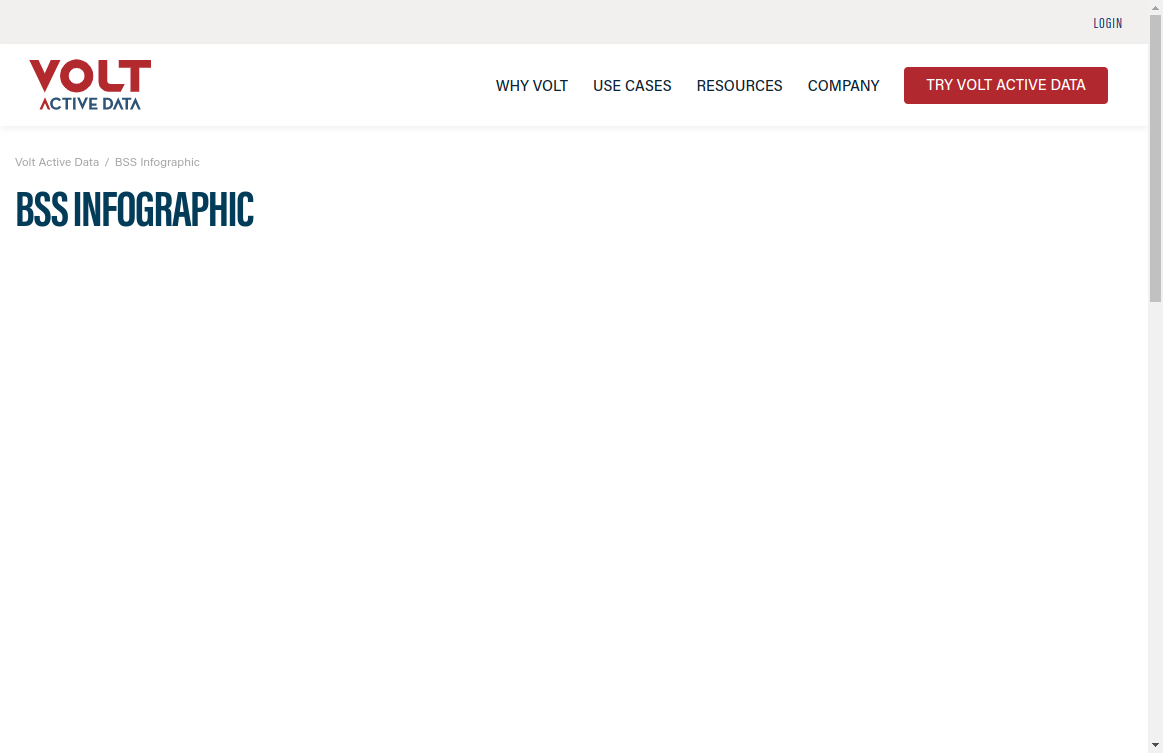 LOGIN
VOLT
ACTIVE DATA
WHY VOLT USE CASES RESOURCES COMPANY TRY VOLT ACTIVE DATA
Volt Active Data / BSS Infographic
BSS INFOGRAPHIC